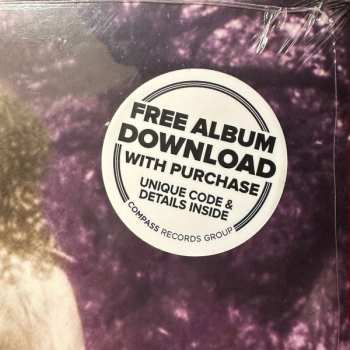 FREE ALBUM
DOWNLOAD
WITH PURCHASE
UNIQUE CODE &
DETAILS INSIDE
COMPASS RECORDS GROUP